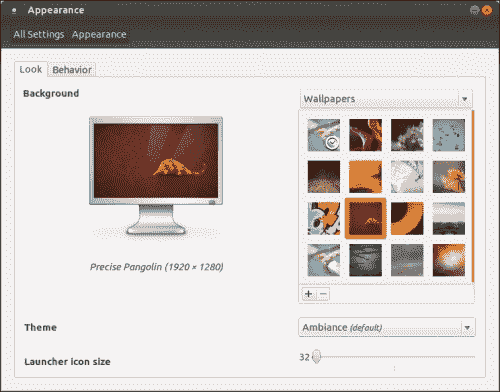 Appearance
All Settings Appearance
Look Behavior
Background
Wallpapers
Precise Pangolin (1920 × 1280)
+ −
Theme
Ambiance (default)
Launcher icon size
32